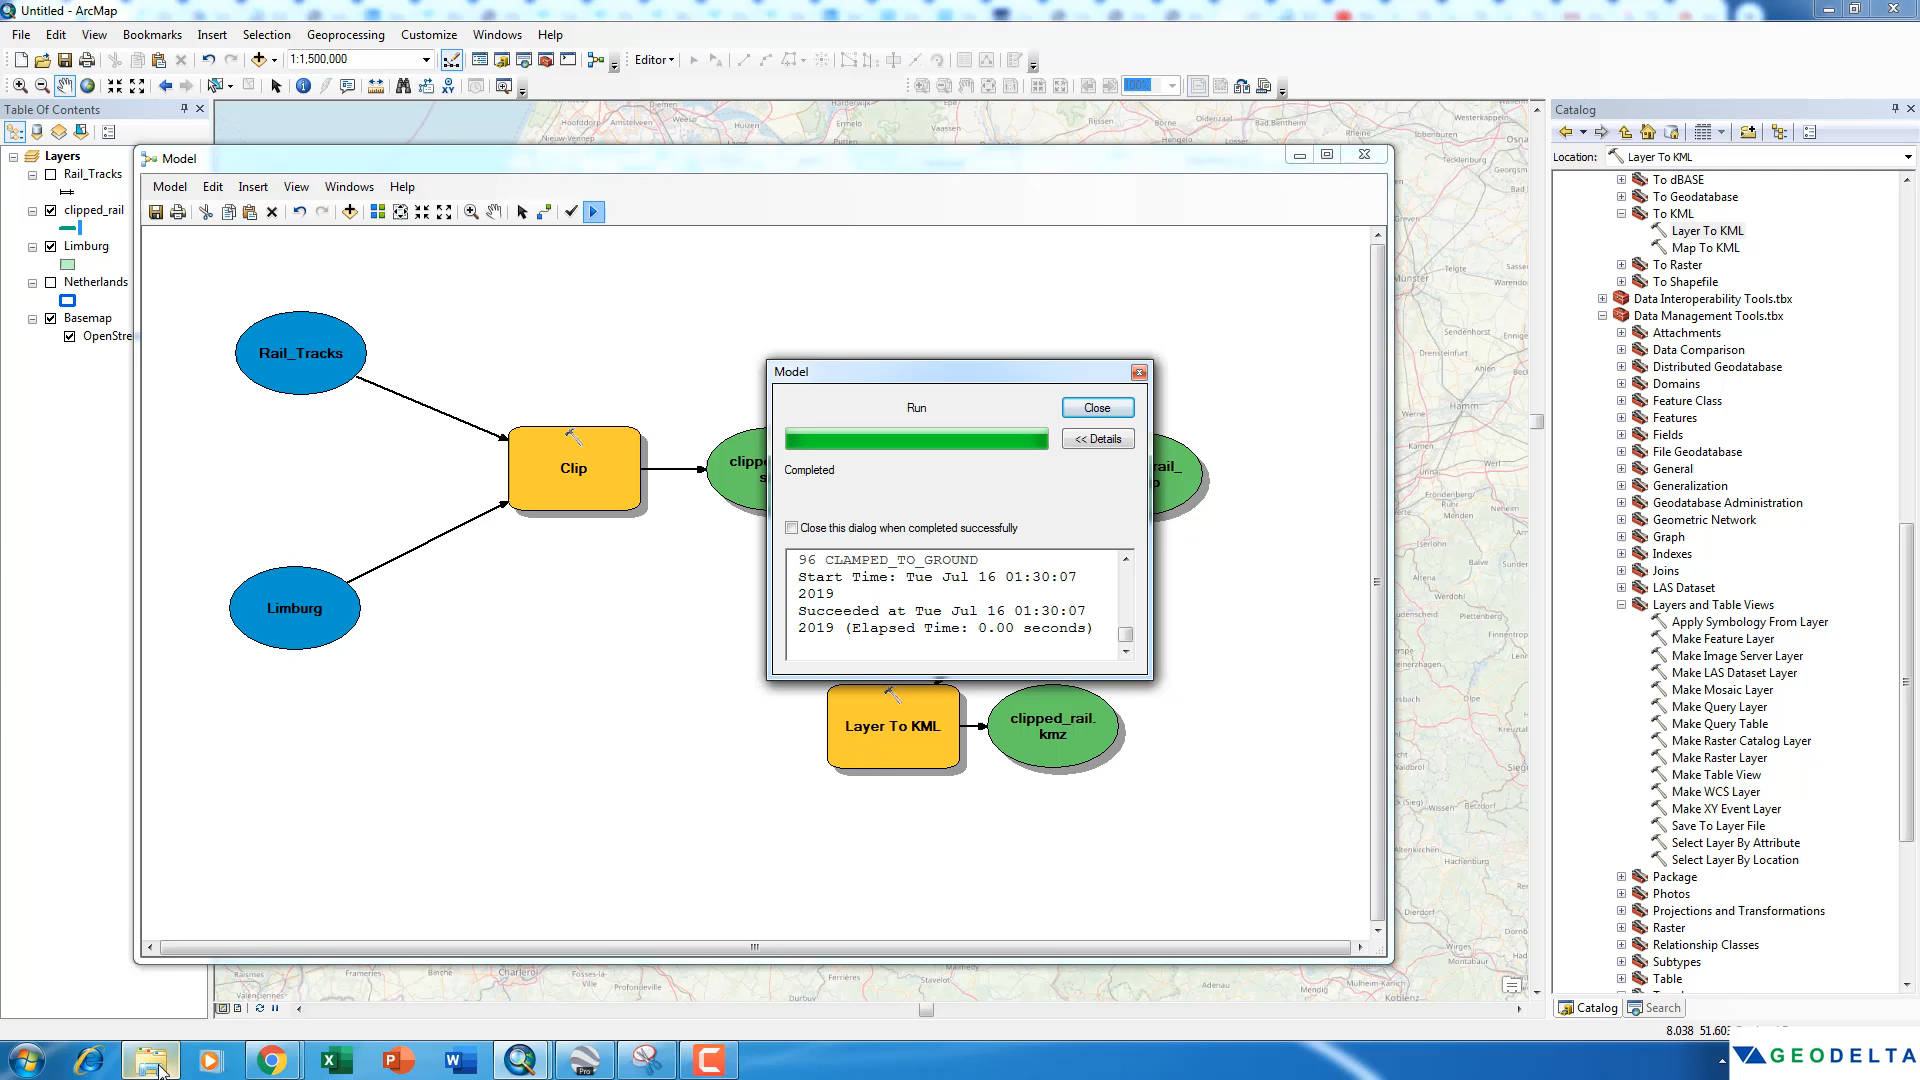 Untitled - ArcMap
File Edit View Bookmarks Insert Selection Geoprocessing Customize Windows Help
1:1,500,000
Editor
100%
Table Of Contents
Layers
Rail_Tracks
clipped_rail
Limburg
Netherlands
Basemap
OpenStre
Model
Model Edit Insert View Windows Help
Rail_Tracks
Limburg
Clip
clipp
s
rail_
p
Layer To KML
clipped_rail.
kmz
Model
Run
Close
<< Details
Completed
Close this dialog when completed successfully
96 CLAMPED_TO_GROUND
Start Time: Tue Jul 16 01:30:07
2019
Succeeded at Tue Jul 16 01:30:07
2019 (Elapsed Time: 0.00 seconds)
Catalog
Location: Layer To KML
To dBASE
To Geodatabase
To KML
Layer To KML
Map To KML
To Raster
To Shapefile
Data Interoperability Tools.tbx
Data Management Tools.tbx
Attachments
Data Comparison
Distributed Geodatabase
Domains
Feature Class
Features
Fields
File Geodatabase
General
Generalization
Geodatabase Administration
Geometric Network
Graph
Indexes
Joins
LAS Dataset
Layers and Table Views
Apply Symbology From Layer
Make Feature Layer
Make Image Server Layer
Make LAS Dataset Layer
Make Mosaic Layer
Make Query Layer
Make Query Table
Make Raster Catalog Layer
Make Raster Layer
Make Table View
Make WCS Layer
Make XY Event Layer
Save To Layer File
Select Layer By Attribute
Select Layer By Location
Package
Photos
Projections and Transformations
Raster
Relationship Classes
Subtypes
Table
Catalog Search
8.038 51.603
Pro
GEODELTA